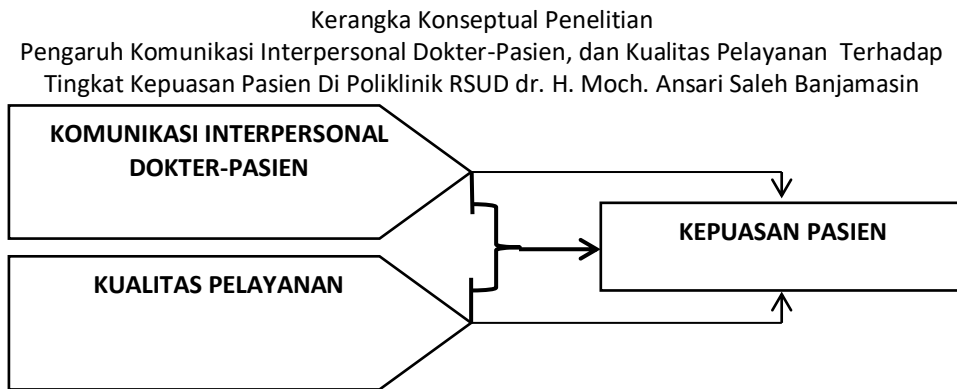 Kerangka Konseptual Penelitian
Pengaruh Komunikasi Interpersonal Dokter-Pasien, dan Kualitas Pelayanan Terhadap
Tingkat Kepuasan Pasien Di Poliklinik RSUD dr. H. Moch. Ansari Saleh Banjamasin
KOMUNIKASI INTERPERSONAL
DOKTER-PASIEN
KEPUASAN PASIEN
KUALITAS PELAYANAN